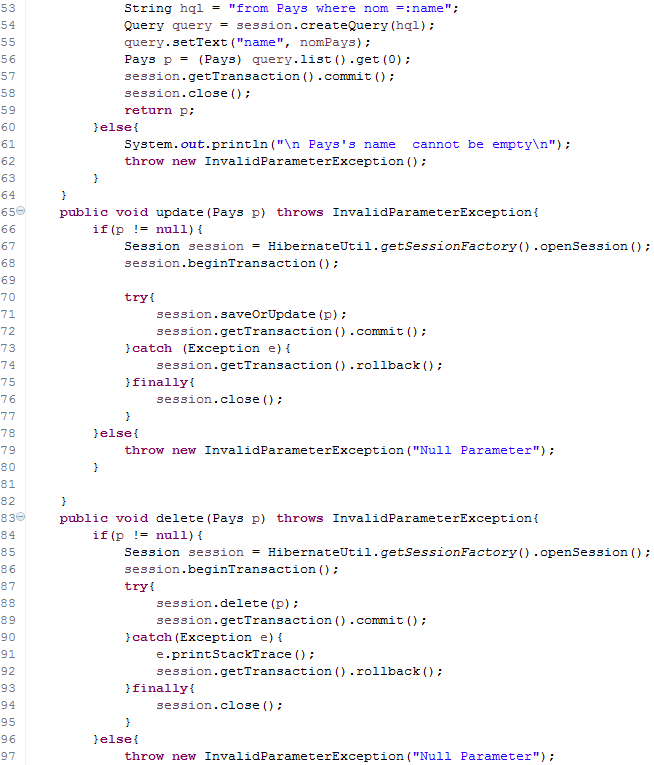 53 String hql = "from Pays where nom =:name";
54 Query query = session.createQuery(hql);
55 query.setText("name", nomPays);
56 Pays p = (Pays) query.list().get(0);
57 session.getTransaction().commit();
58 session.close();
59 return p;
60 }else{
61 System.out.println("\n Pays's name  cannot be empty\n");
62 throw new InvalidParameterException();
63 }
64 }
65 public void update(Pays p) throws InvalidParameterException{
66 if(p != null){
67 Session session = HibernateUtil.getSessionFactory().openSession();
68 session.beginTransaction();
69
70 try{
71 session.saveOrUpdate(p);
72 session.getTransaction().commit();
73 }catch (Exception e){
74 session.getTransaction().rollback();
75 }finally{
76 session.close();
77 }
78 }else{
79 throw new InvalidParameterException("Null Parameter");
80 }
81
82 }
83 public void delete(Pays p) throws InvalidParameterException{
84 if(p != null){
85 Session session = HibernateUtil.getSessionFactory().openSession();
86 session.beginTransaction();
87 try{
88 session.delete(p);
89 session.getTransaction().commit();
90 }catch(Exception e){
91 e.printStackTrace();
92 session.getTransaction().rollback();
93 }finally{
94 session.close();
95 }
96 }else{
97 throw new InvalidParameterException("Null Parameter");